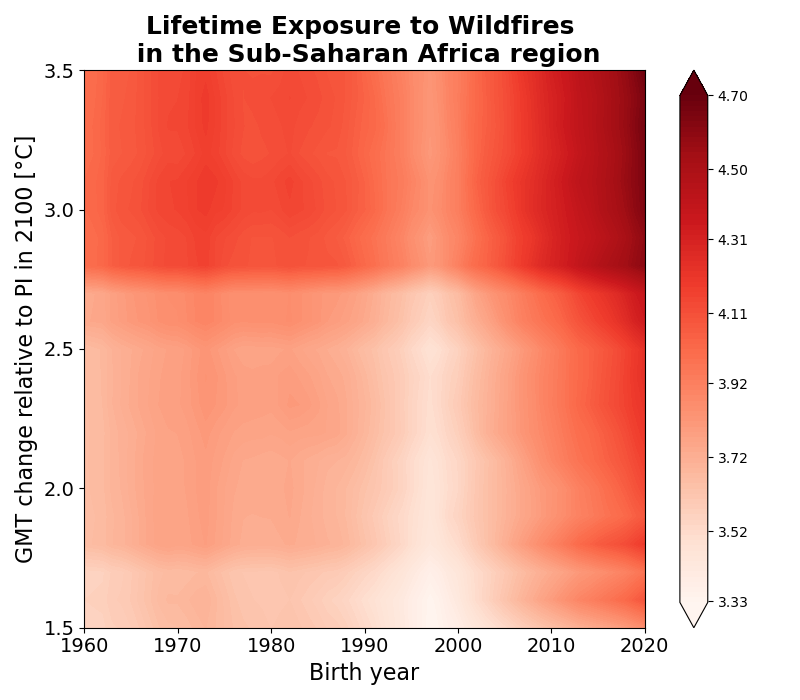 Lifetime Exposure to Wildfires
in the Sub-Saharan Africa region
GMT change relative to PI in 2100 [°C]
3.5
3.0
2.5
2.0
1.5
1960 1970 1980 1990 2000 2010 2020
Birth year
4.70
4.50
4.31
4.11
3.92
3.72
3.52
3.33